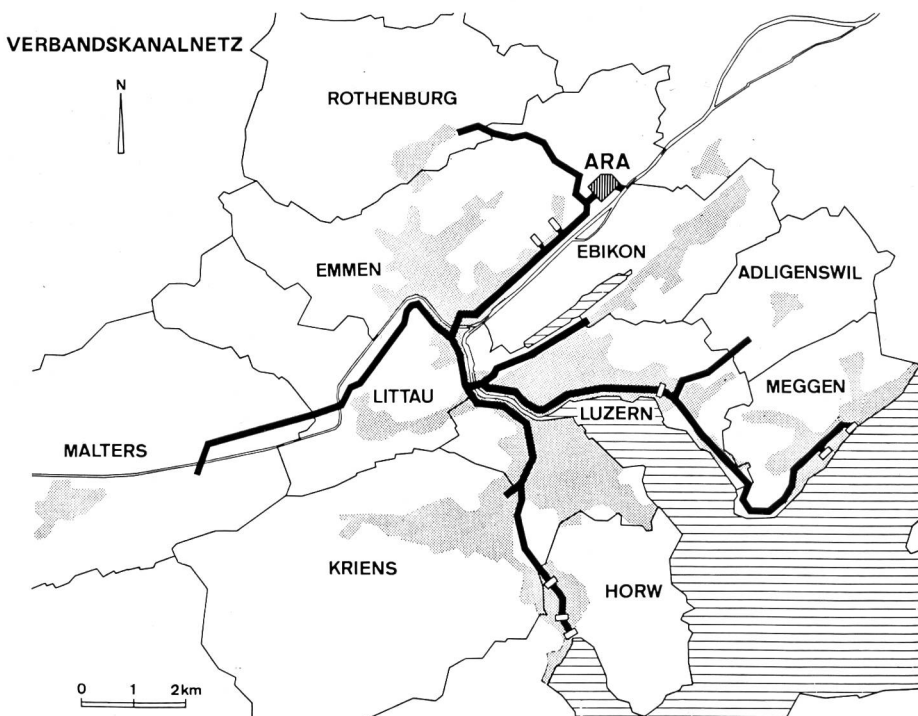 VERBANDSKANALNETZ
N
ROTHENBURG
ARA
EBIKON
EMMEN
ADLIGENSWIL
MEGGEN
LITTAU
LUZERN
MALTERS
KRIENS
HORW
0 1 2km